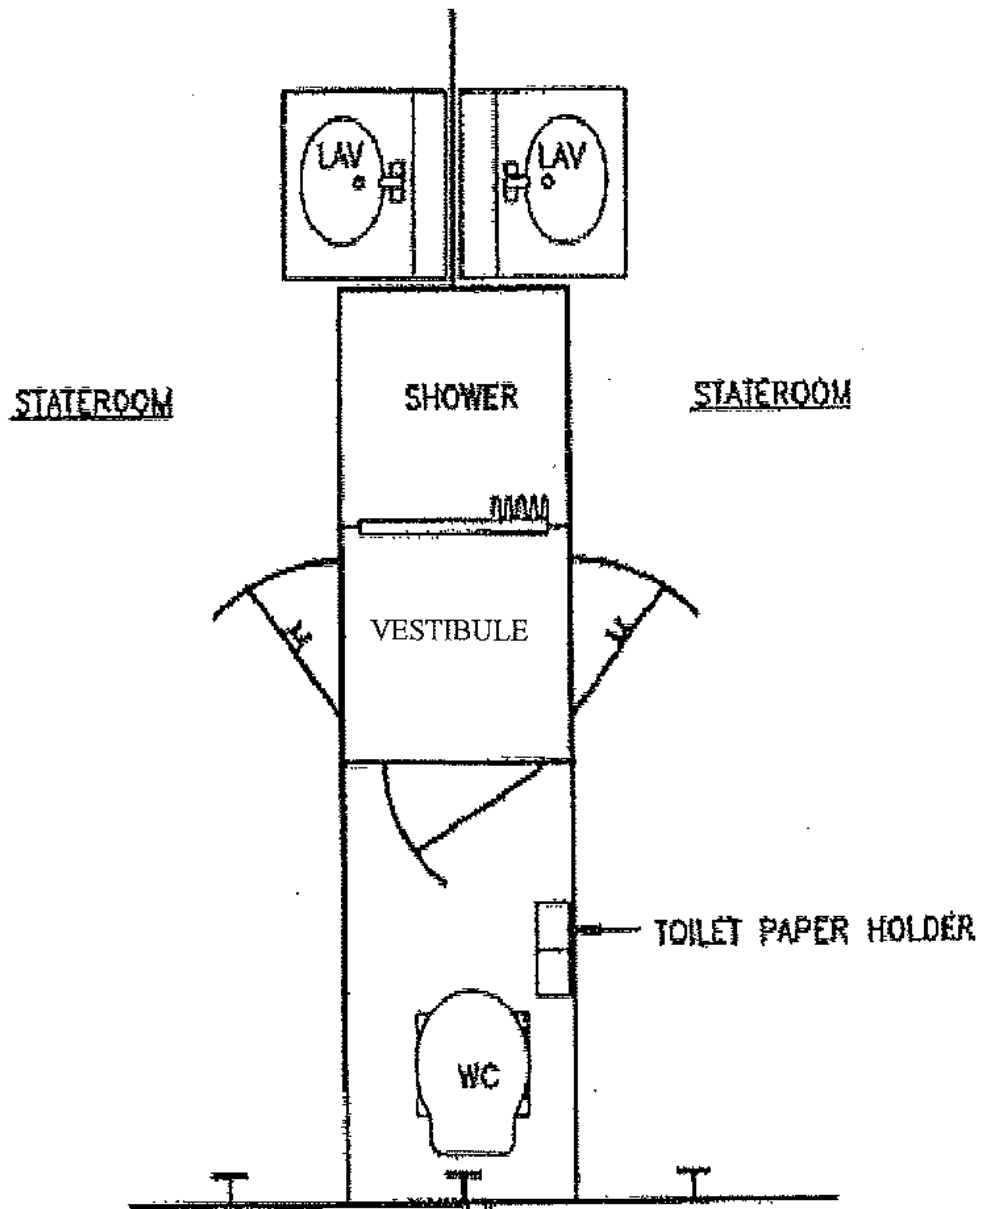 LAV
LAV
STATEROOM
SHOWER
STATEROOM
VESTIBULE
TOILET PAPER HOLDER
WC